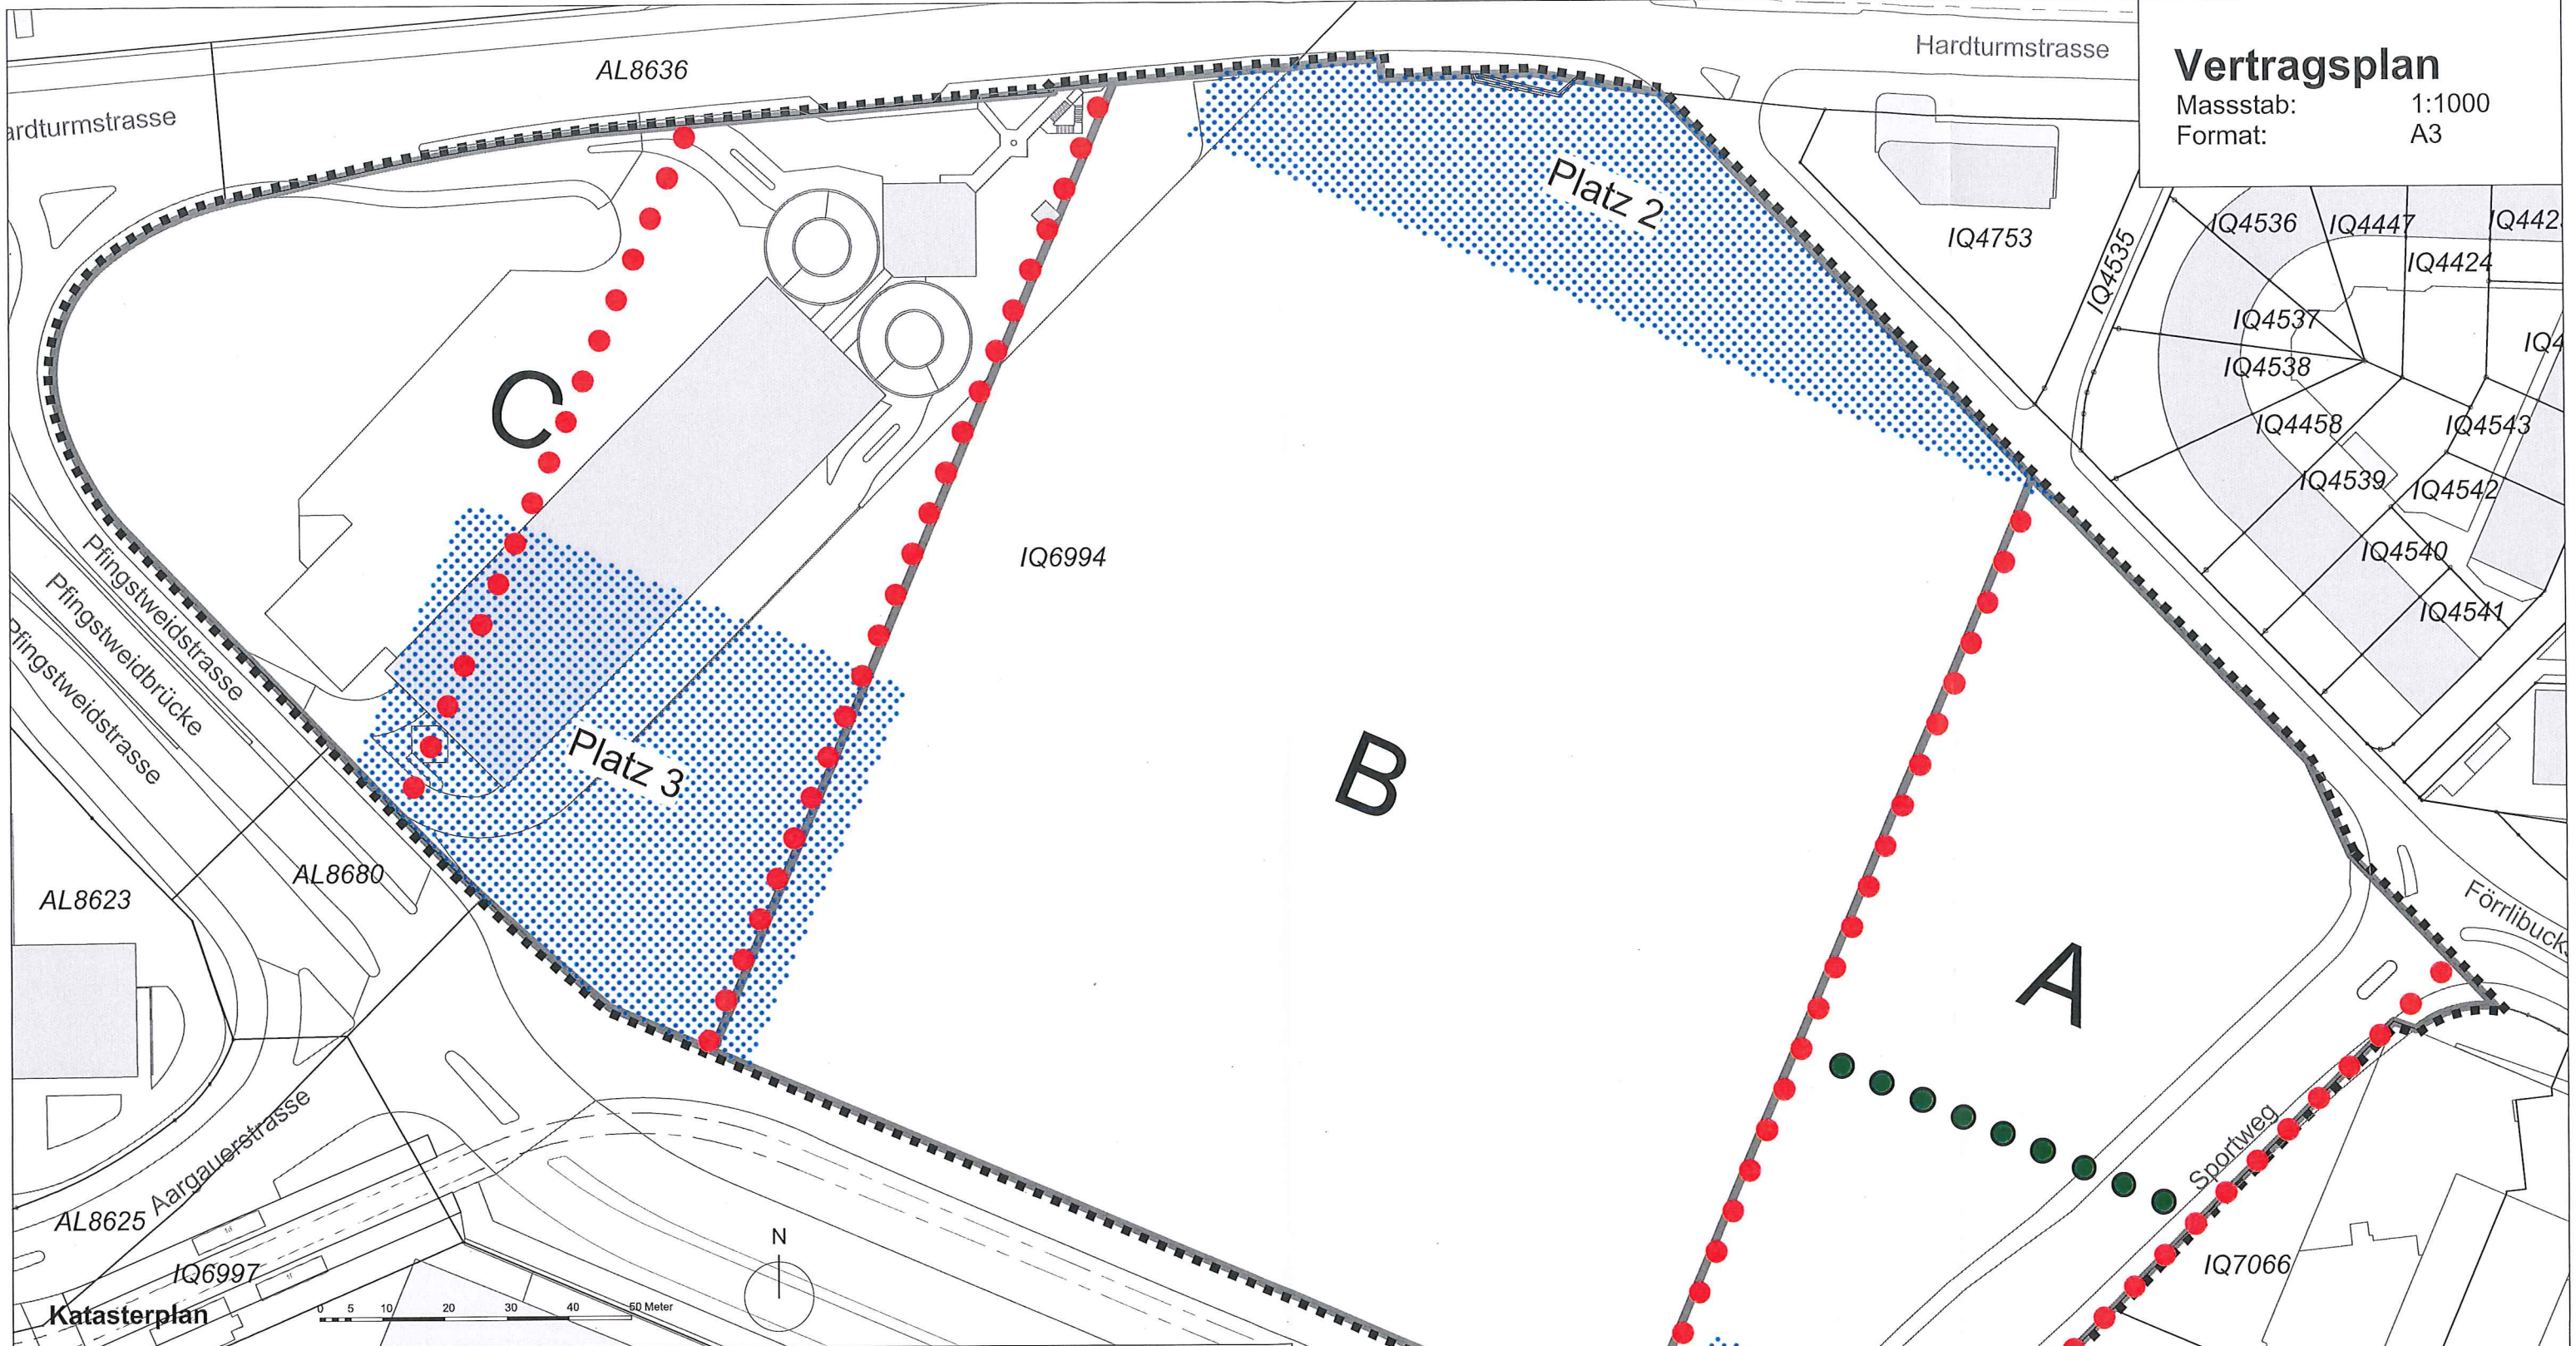 Vertragsplan
Massstab: 1:1000
Format: A3
Hardturmstrasse
AL8636
ardturmstrasse
Platz 2
IQ4753
IQ4535
IQ4536
IQ4447
IQ442
IQ4424
IQ4537
IQ4
IQ4538
IQ4458
IQ4543
IQ4539
IQ4542
IQ4540
IQ4541
C
IQ6994
Pfingstweidstrasse
Pfingstweidbrücke
Pfingstweidstrasse
Platz 3
B
A
AL8680
AL8623
Förrlibucks
Sportweg
Aargauerstrasse
AL8625
IQ6997
IQ7066
N
Katasterplan
0 5 10 20 30 40 50 Meter